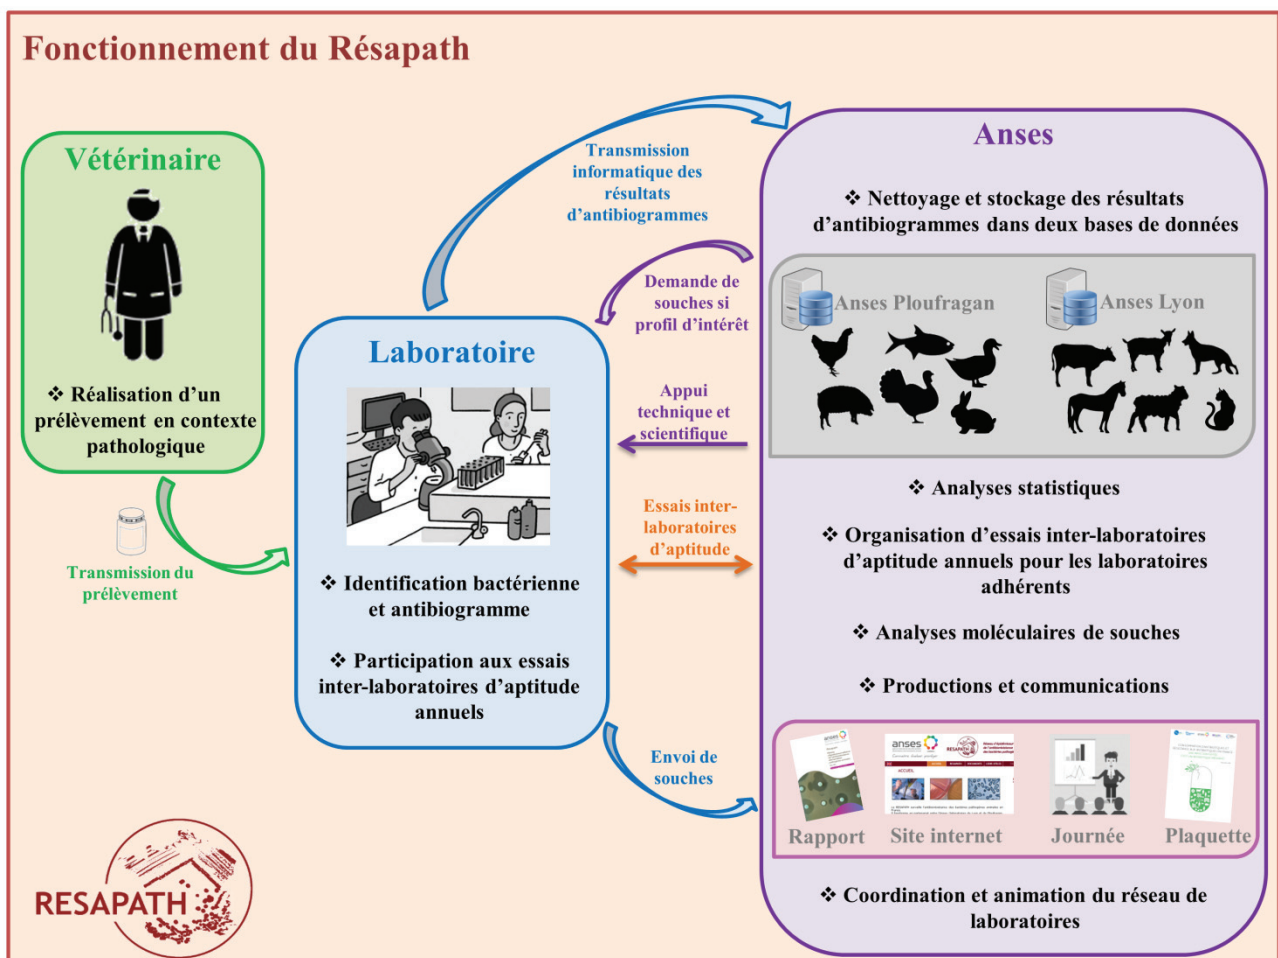 Fonctionnement du Résapath
Vétérinaire
❖ Réalisation d’un
prélèvement en contexte
pathologique
Transmission du
prélèvement
Laboratoire
❖ Identification bactérienne
et antibiogramme
❖ Participation aux essais
inter-laboratoires d’aptitude
annuels
Transmission
informatique des
résultats
d’antibiogrammes
Demande de
souches si
profil d’intérêt
Appui
technique et
scientifique
Essais inter-
laboratoires
d’aptitude
Envoi de
souches
Anses
❖ Nettoyage et stockage des résultats
d’antibiogrammes dans deux bases de données
Anses Ploufragan
Anses Lyon
❖ Analyses statistiques
❖ Organisation d’essais inter-laboratoires
d’aptitude annuels pour les laboratoires
adhérents
❖ Analyses moléculaires de souches
❖ Productions et communications
anses
anses
RESAPATH
ACCUEIL
Rapport
Site internet
Journée
Plaquette
❖ Coordination et animation du réseau de
laboratoires
RESAPATH